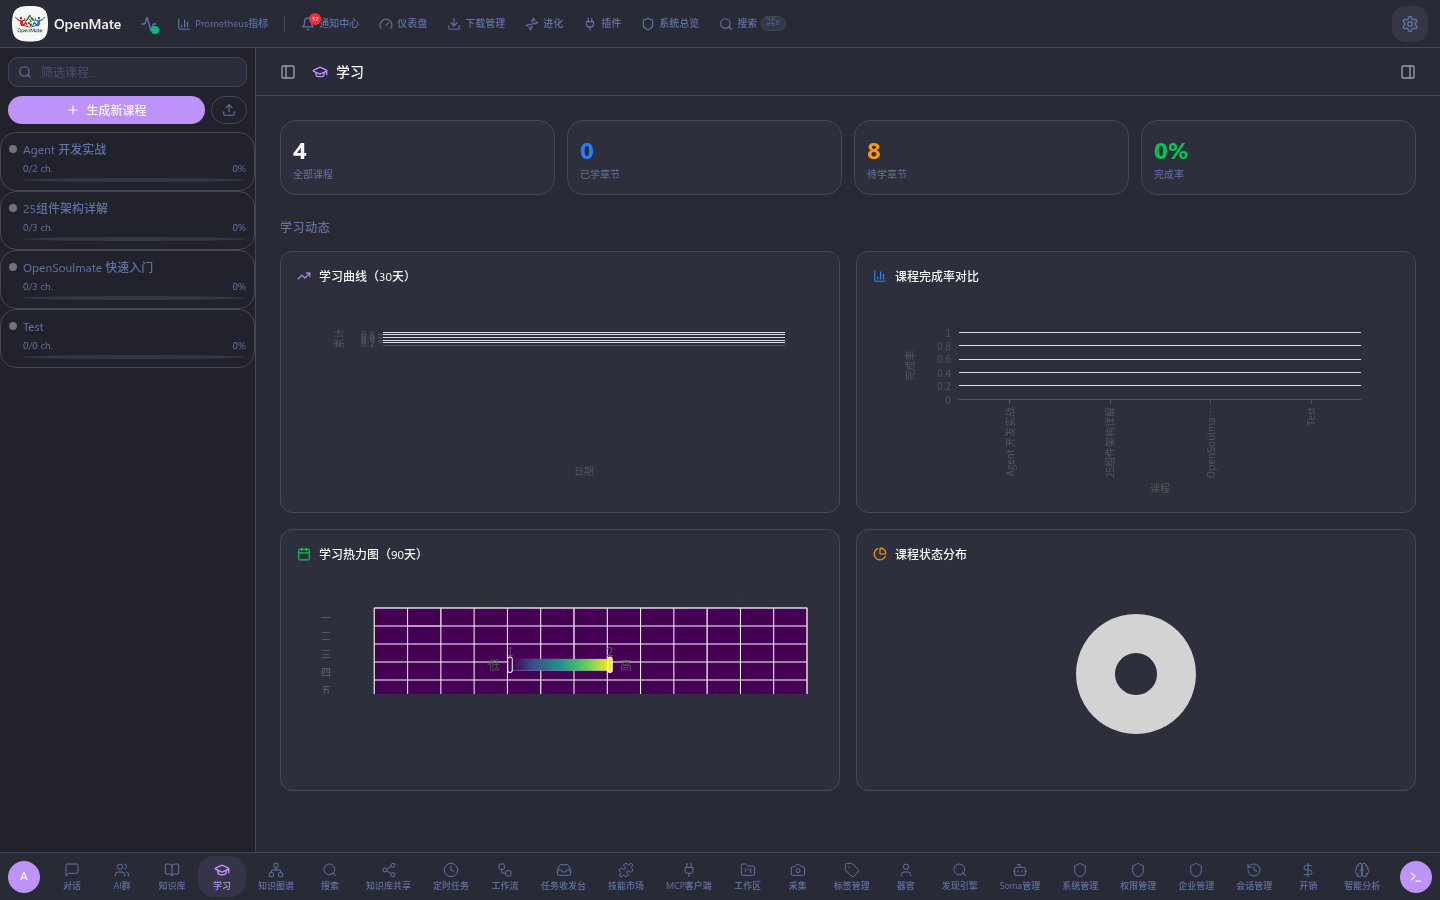 OpenMate
Prometheus指标
17
通知中心
仪表盘
下载管理
进化
插件
系统总览
搜索
⌘K
筛选课程...
生成新课程
Agent 开发实战
0/2 ch.
0%
25组件架构详解
0/3 ch.
0%
OpenSoulmate 快速入门
0/3 ch.
0%
Test
0/0 ch.
0%
学习
4
全部课程
0
已学章节
8
待学章节
0%
完成率
学习动态
学习曲线（30天）
日期
课程完成率对比
完成率
1
0.8
0.6
0.4
0.2
0
Agent 开发实战
25组件架构详解
OpenSoulma…
Test
课程
学习热力图（90天）
一
二
三
四
五
低
高
课程状态分布
A
对话
AI群
知识库
学习
知识图谱
搜索
知识库共享
定时任务
工作流
任务收发台
技能市场
MCP客户端
工作区
采集
标签管理
器官
发现引擎
Soma管理
系统管理
权限管理
企业管理
会话管理
开销
智能分析